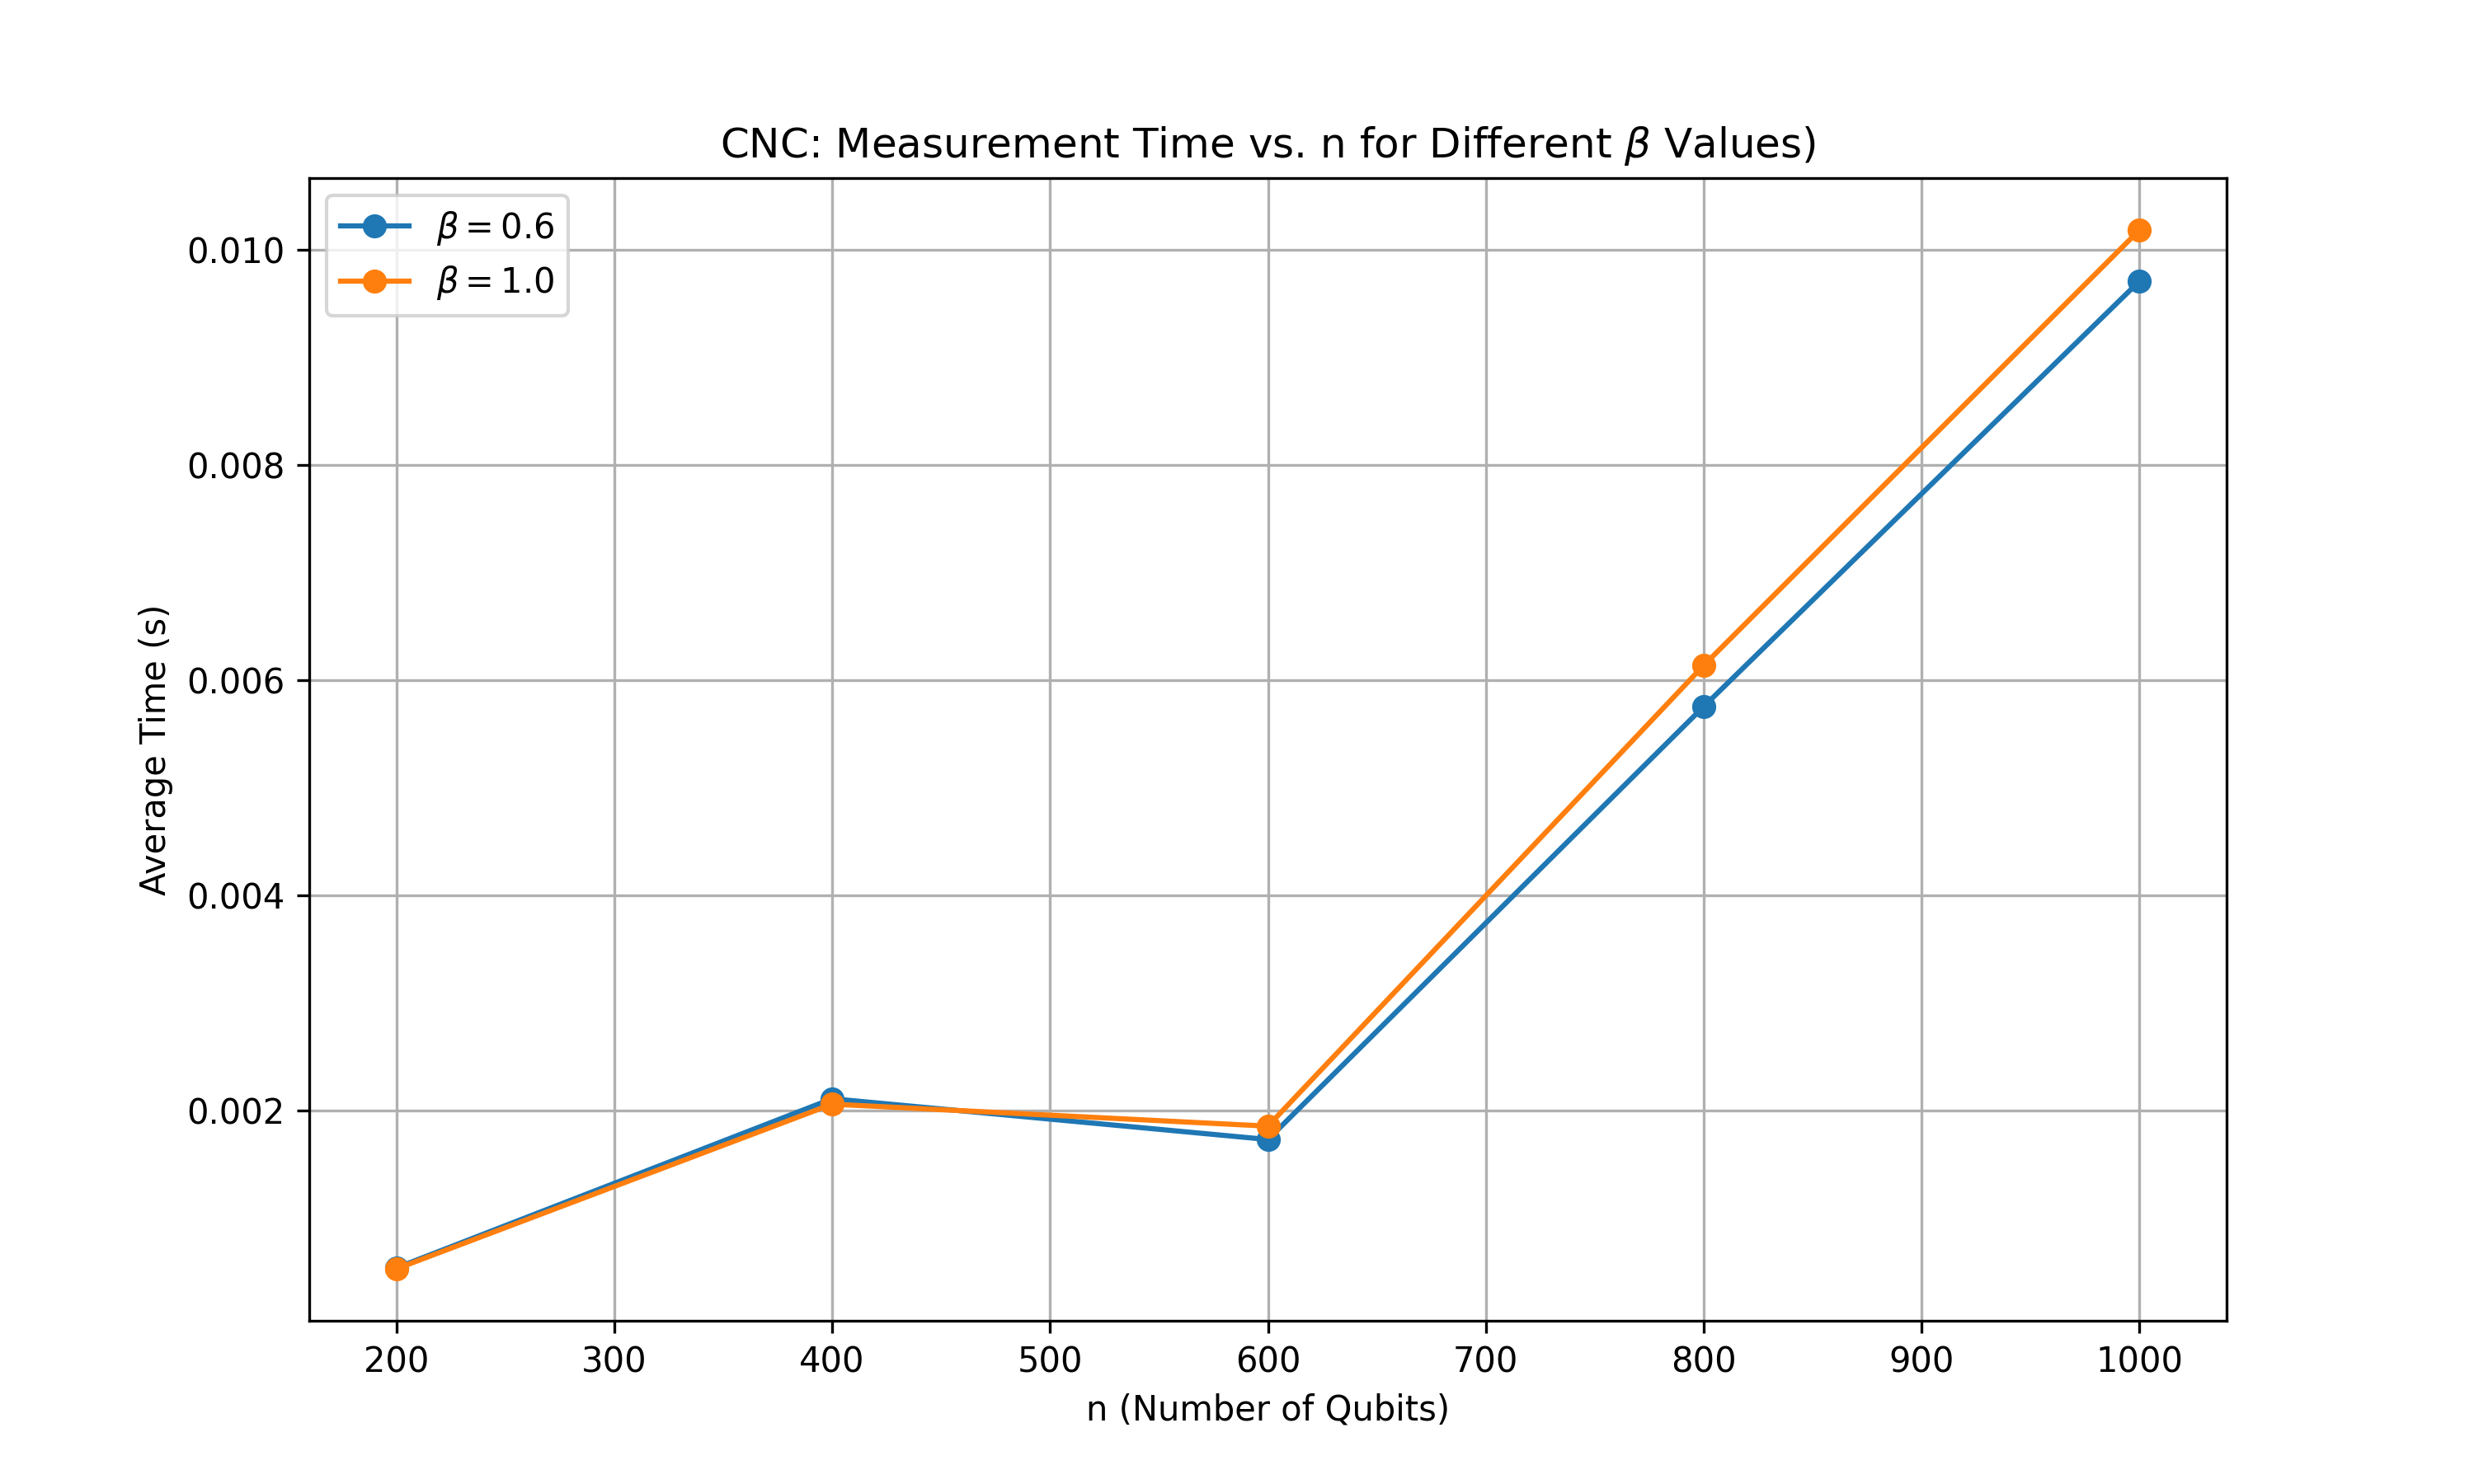 CNC: Measurement Time vs. n for Different β Values)
β = 0.6
β = 1.0
0.010
0.008
0.006
0.004
0.002
Average Time (s)
200 300 400 500 600 700 800 900 1000
n (Number of Qubits)